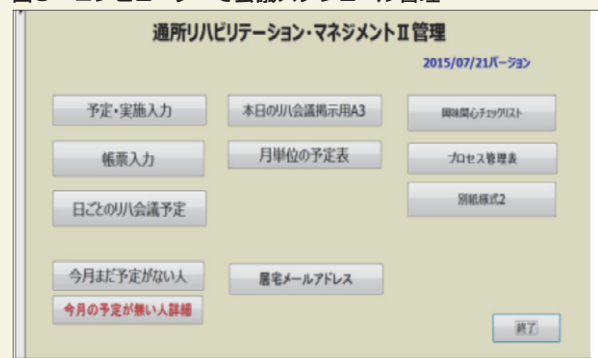 通所リハビリテーション・マネジメントⅡ管理
2015/07/21バージョン
予定・実施入力
本日のリハ会議掲示用A3
興味関心チェックリスト
帳票入力
月単位の予定表
プロセス管理表
日ごとのリハ会議予定
別紙様式2
今月まだ予定がない人
居宅メールアドレス
今月の予定が無い人詳細
終了